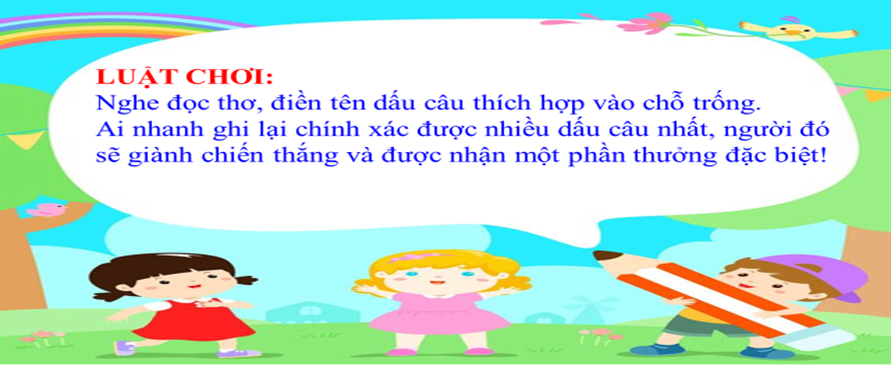 LUẬT CHƠI:
Nghe đọc thơ, điền tên dấu câu thích hợp vào chỗ trống.
Ai nhanh ghi lại chính xác được nhiều dấu câu nhất, người đó
sẽ giành chiến thắng và được nhận một phần thưởng đặc biệt!